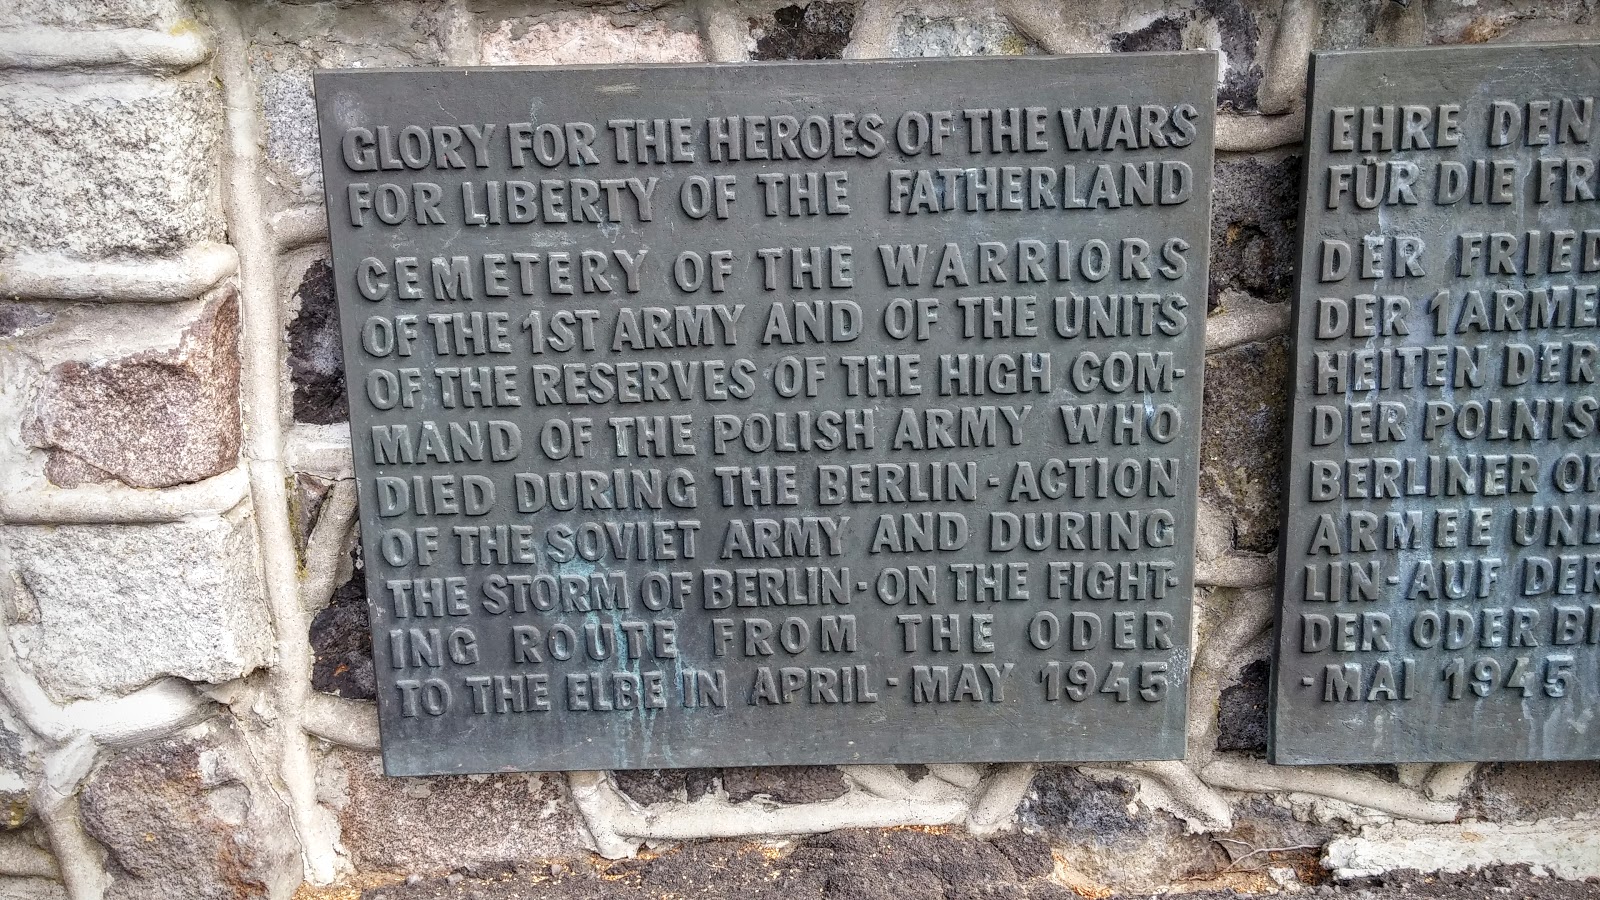 GLORY FOR THE HEROES OF THE WARS
FOR LIBERTY OF THE FATHERLAND
CEMETERY OF THE WARRIORS
OF THE 1ST ARMY AND OF THE UNITS
OF THE RESERVES OF THE HIGH COM-
MAND OF THE POLISH ARMY WHO
DIED DURING THE BERLIN - ACTION
OF THE SOVIET ARMY AND DURING
THE STORM OF BERLIN - ON THE FIGHT-
ING ROUTE FROM THE ODER
TO THE ELBE IN APRIL - MAY 1945
EHRE DEN
FÜR DIE
DER
DER 1 ARMEE
HEITEN DER
DER
BERLINER
ARMEE
LIN - AUF DER
DER ODER
- MAI 1945